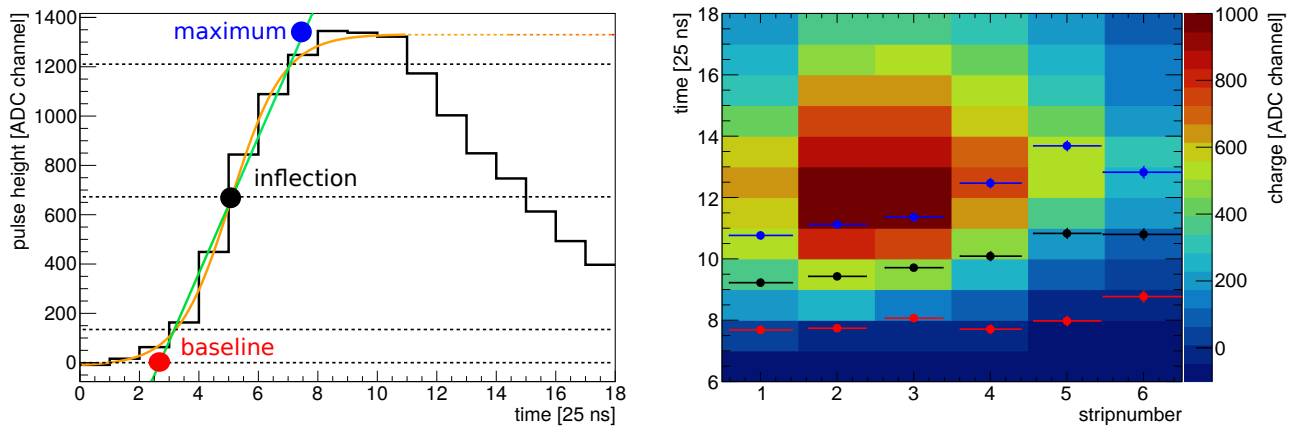 pulse height [ADC channel]
1400
1200
1000
800
600
400
200
0
maximum
inflection
baseline
0 2 4 6 8 10 12 14 16 18
time [25 ns]
time [25 ns]
18
16
14
12
10
8
6
1 2 3 4 5 6
stripnumber
1000
800
600
400
200
0
charge [ADC channel]